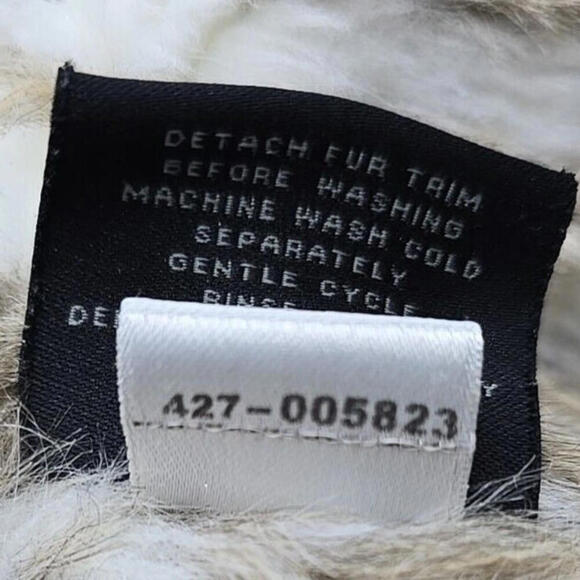 DETACH FUR TRIM
BEFORE WASHING
MACHINE WASH COLD
SEPARATELY
GENTLE CYCLE
427-005823